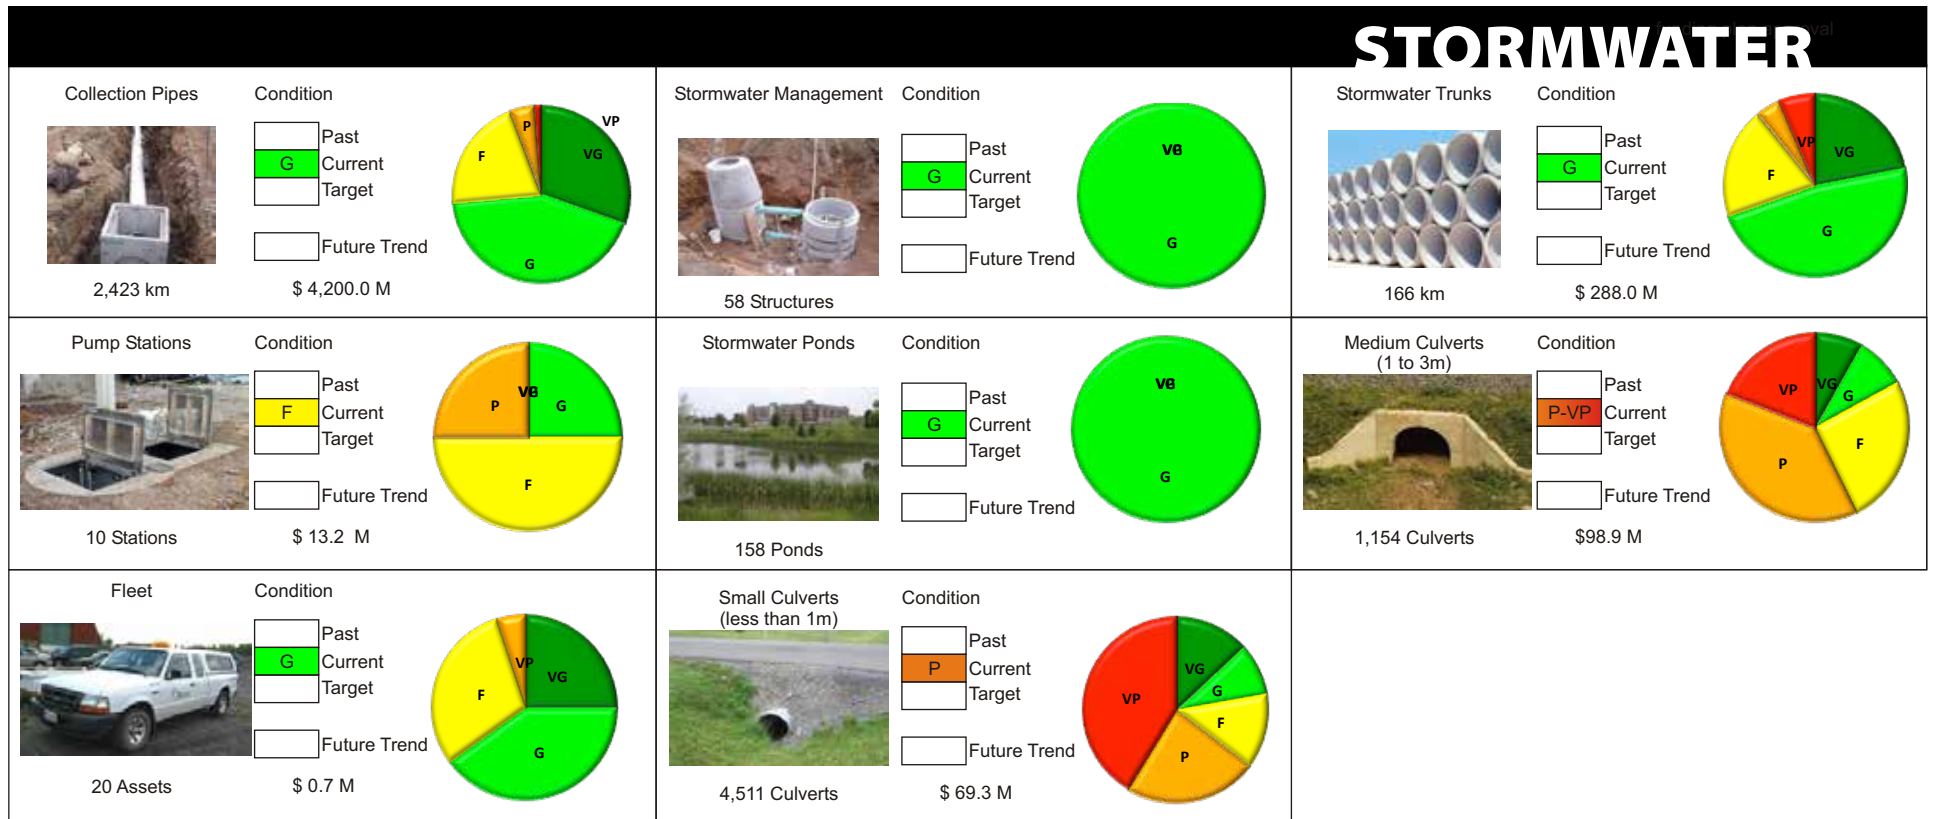 STORMWATER
Collection Pipes
Condition
Past
G Current
Target
Future Trend
2,423 km
$ 4,200.0 M
F
P
VP
VG
G
Stormwater Management
Condition
Past
G Current
Target
Future Trend
58 Structures
G
Stormwater Trunks
Condition
Past
G Current
Target
Future Trend
166 km
$ 288.0 M
F
VP
VG
G
Pump Stations
Condition
Past
F Current
Target
Future Trend
10 Stations
$ 13.2 M
P
G
F
Stormwater Ponds
Condition
Past
G Current
Target
Future Trend
158 Ponds
G
Medium Culverts
(1 to 3m)
Condition
Past
P-VP Current
Target
Future Trend
1,154 Culverts
$98.9 M
VP
VG
G
F
P
Fleet
Condition
Past
G Current
Target
Future Trend
20 Assets
$ 0.7 M
F
VP
VG
G
Small Culverts
(less than 1m)
Condition
Past
P Current
Target
Future Trend
4,511 Culverts
$ 69.3 M
VP
VG
G
F
P